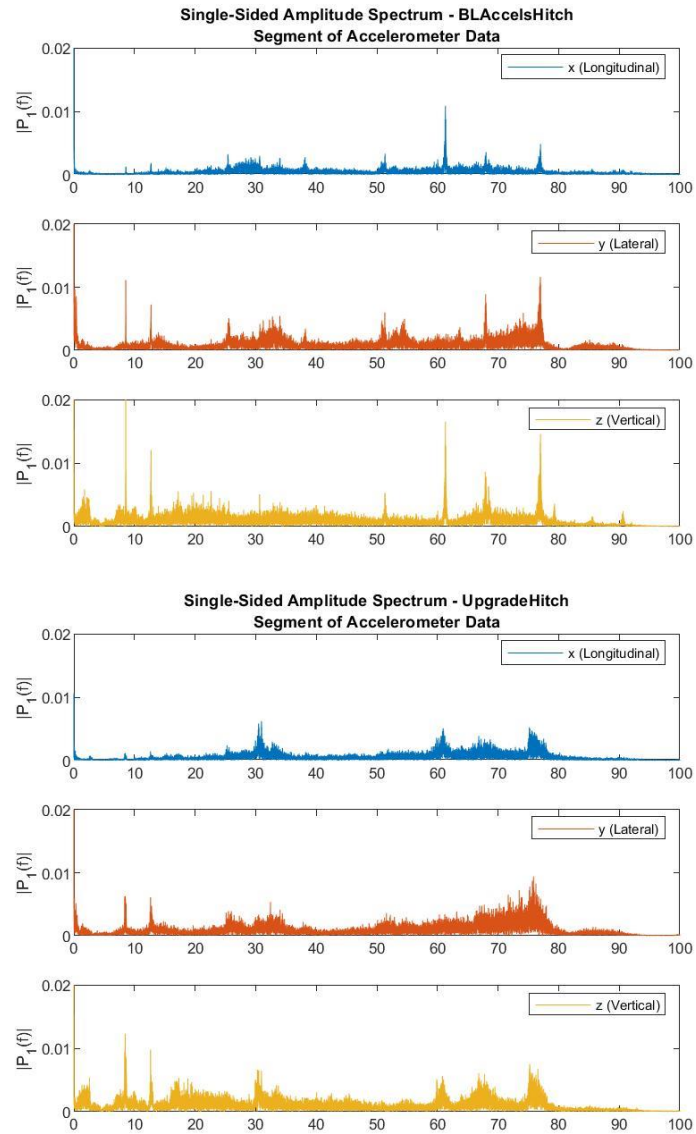 Single-Sided Amplitude Spectrum - BLAccelsHitch
Segment of Accelerometer Data
0.02
0.01
0
|P1(f)|
x (Longitudinal)
0 10 20 30 40 50 60 70 80 90 100
0.02
0.01
0
|P1(f)|
y (Lateral)
0 10 20 30 40 50 60 70 80 90 100
0.02
0.01
0
|P1(f)|
z (Vertical)
0 10 20 30 40 50 60 70 80 90 100
Single-Sided Amplitude Spectrum - UpgradeHitch
Segment of Accelerometer Data
0.02
0.01
0
|P1(f)|
x (Longitudinal)
0 10 20 30 40 50 60 70 80 90 100
0.02
0.01
0
|P1(f)|
y (Lateral)
0 10 20 30 40 50 60 70 80 90 100
0.02
0.01
0
|P1(f)|
z (Vertical)
0 10 20 30 40 50 60 70 80 90 100